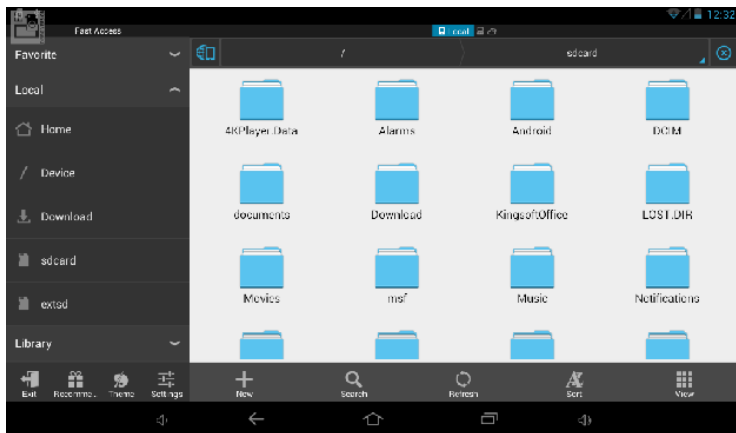 12:32
Fast Access
Local
Favorite
/
sdcard
Local
Home
/ Device
Download
sdcard
extsd
Library
4KPlayer.Data
Alarms
Android
DCIM
documents
Download
KingsoftOffice
LOST.DIR
Movies
msf
Music
Notifications
Exit
Recomme..
Theme
Settings
New
Search
Refresh
Sort
View